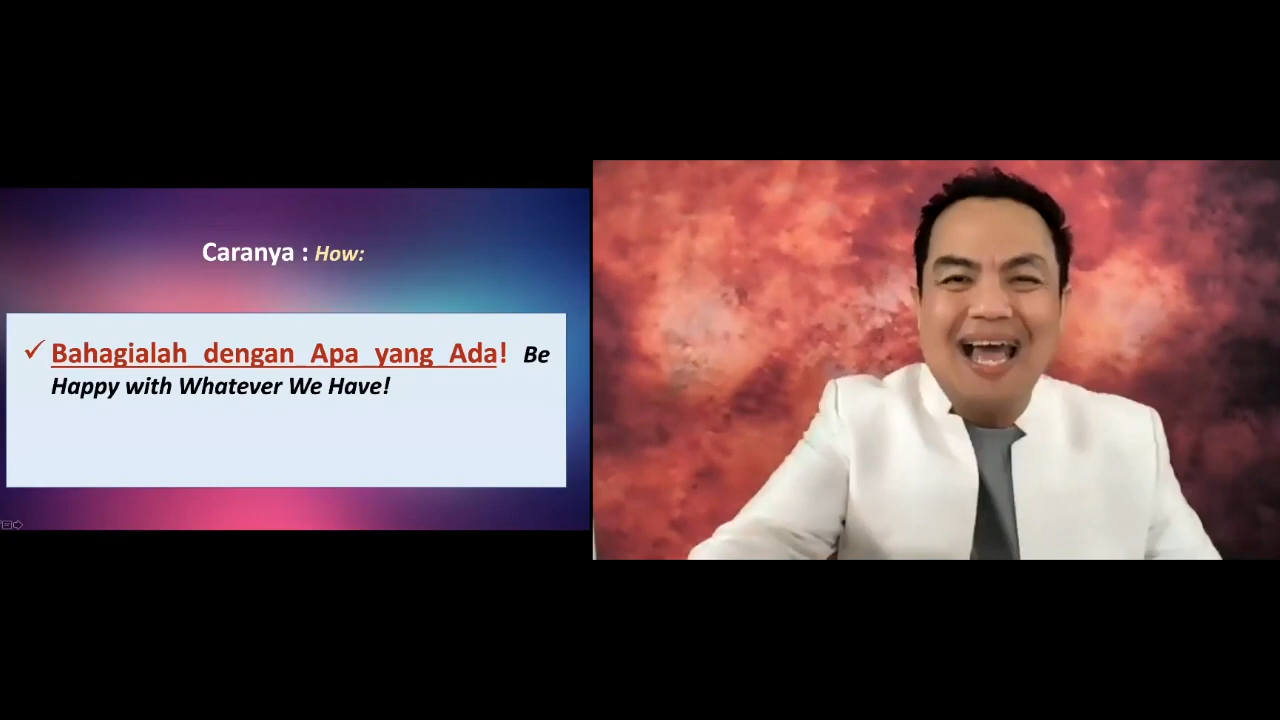 Caranya : How:
✓ Bahagialah dengan Apa yang Ada! Be
Happy with Whatever We Have!